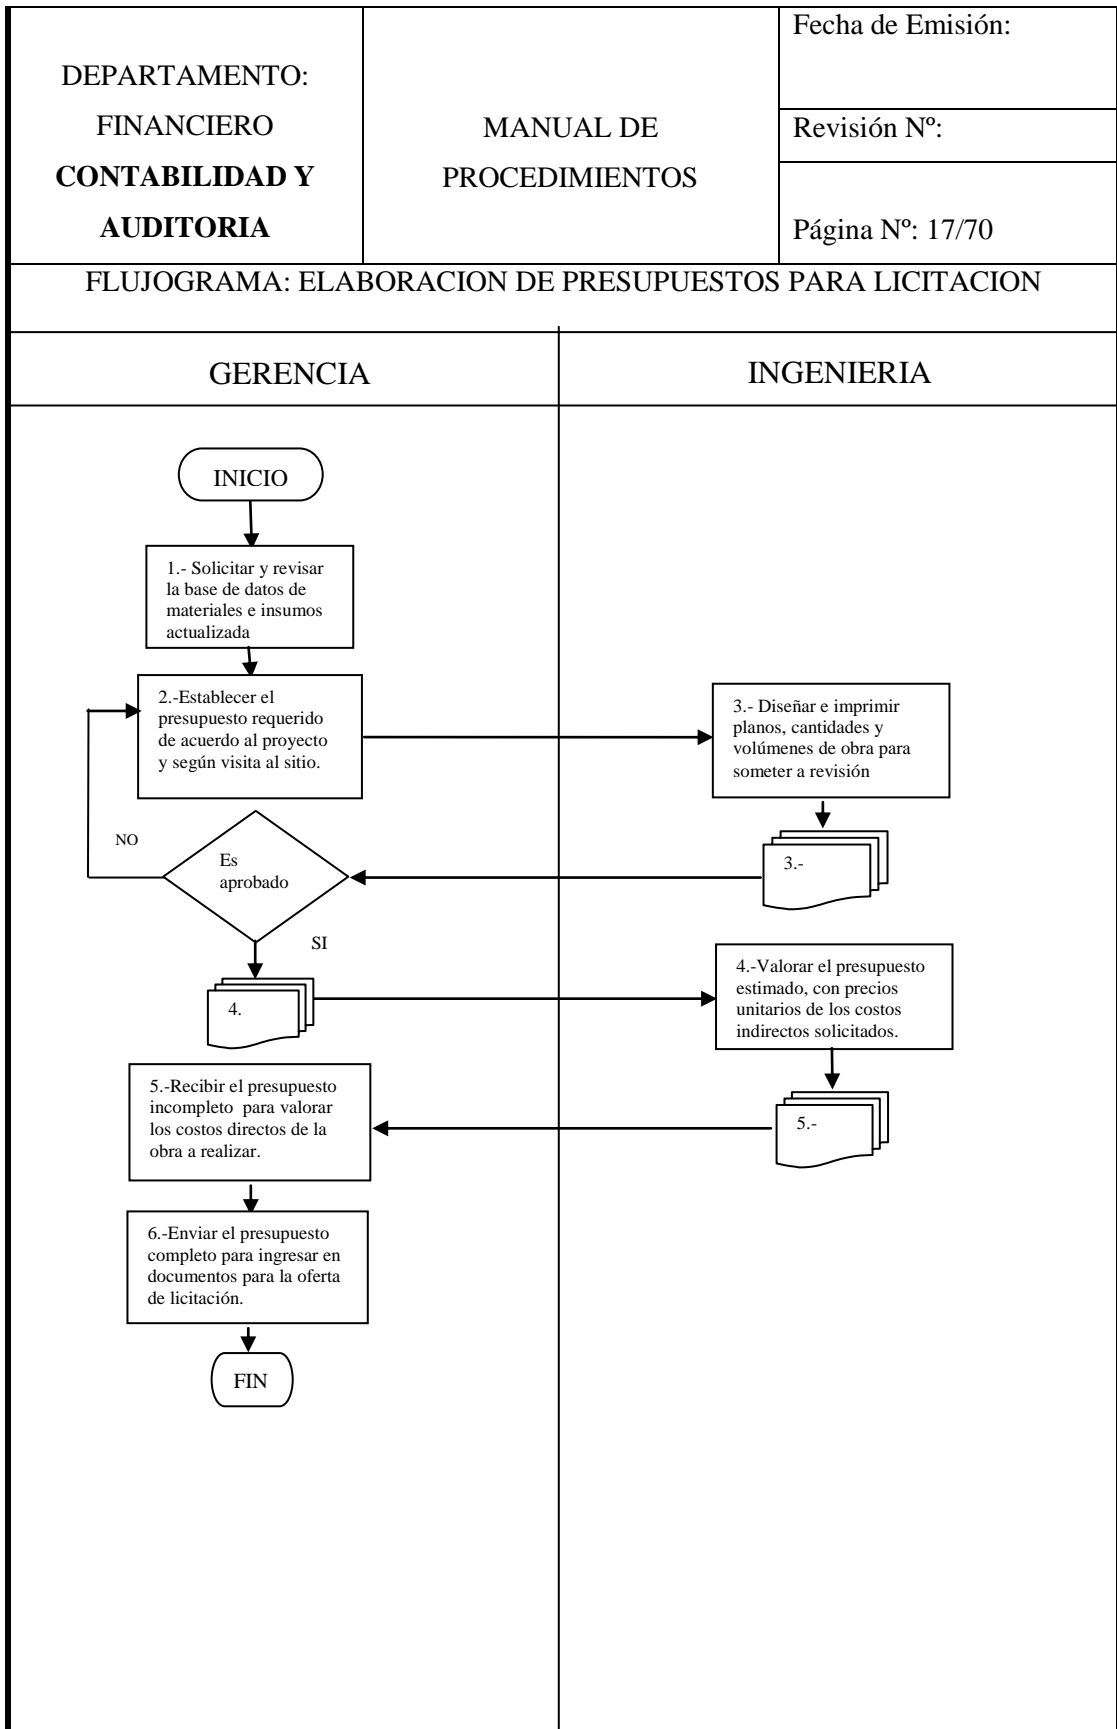 DEPARTAMENTO:
FINANCIERO
CONTABILIDAD Y
AUDITORIA
MANUAL DE
PROCEDIMIENTOS
Fecha de Emisión:
Revisión Nº:
Página Nº: 17/70
FLUJOGRAMA: ELABORACION DE PRESUPUESTOS PARA LICITACION
GERENCIA
INGENIERIA
INICIO
1.- Solicitar y revisar
la base de datos de
materiales e insumos
actualizada
2.-Establecer el
presupuesto requerido
de acuerdo al proyecto
y según visita al sitio.
3.- Diseñar e imprimir
planos, cantidades y
volúmenes de obra para
someter a revisión
3.-
NO
Es
aprobado
SI
4.
4.-Valorar el presupuesto
estimado, con precios
unitarios de los costos
indirectos solicitados.
5.-
5.-Recibir el presupuesto
incompleto  para valorar
los costos directos de la
obra a realizar.
6.-Enviar el presupuesto
completo para ingresar en
documentos para la oferta
de licitación.
FIN